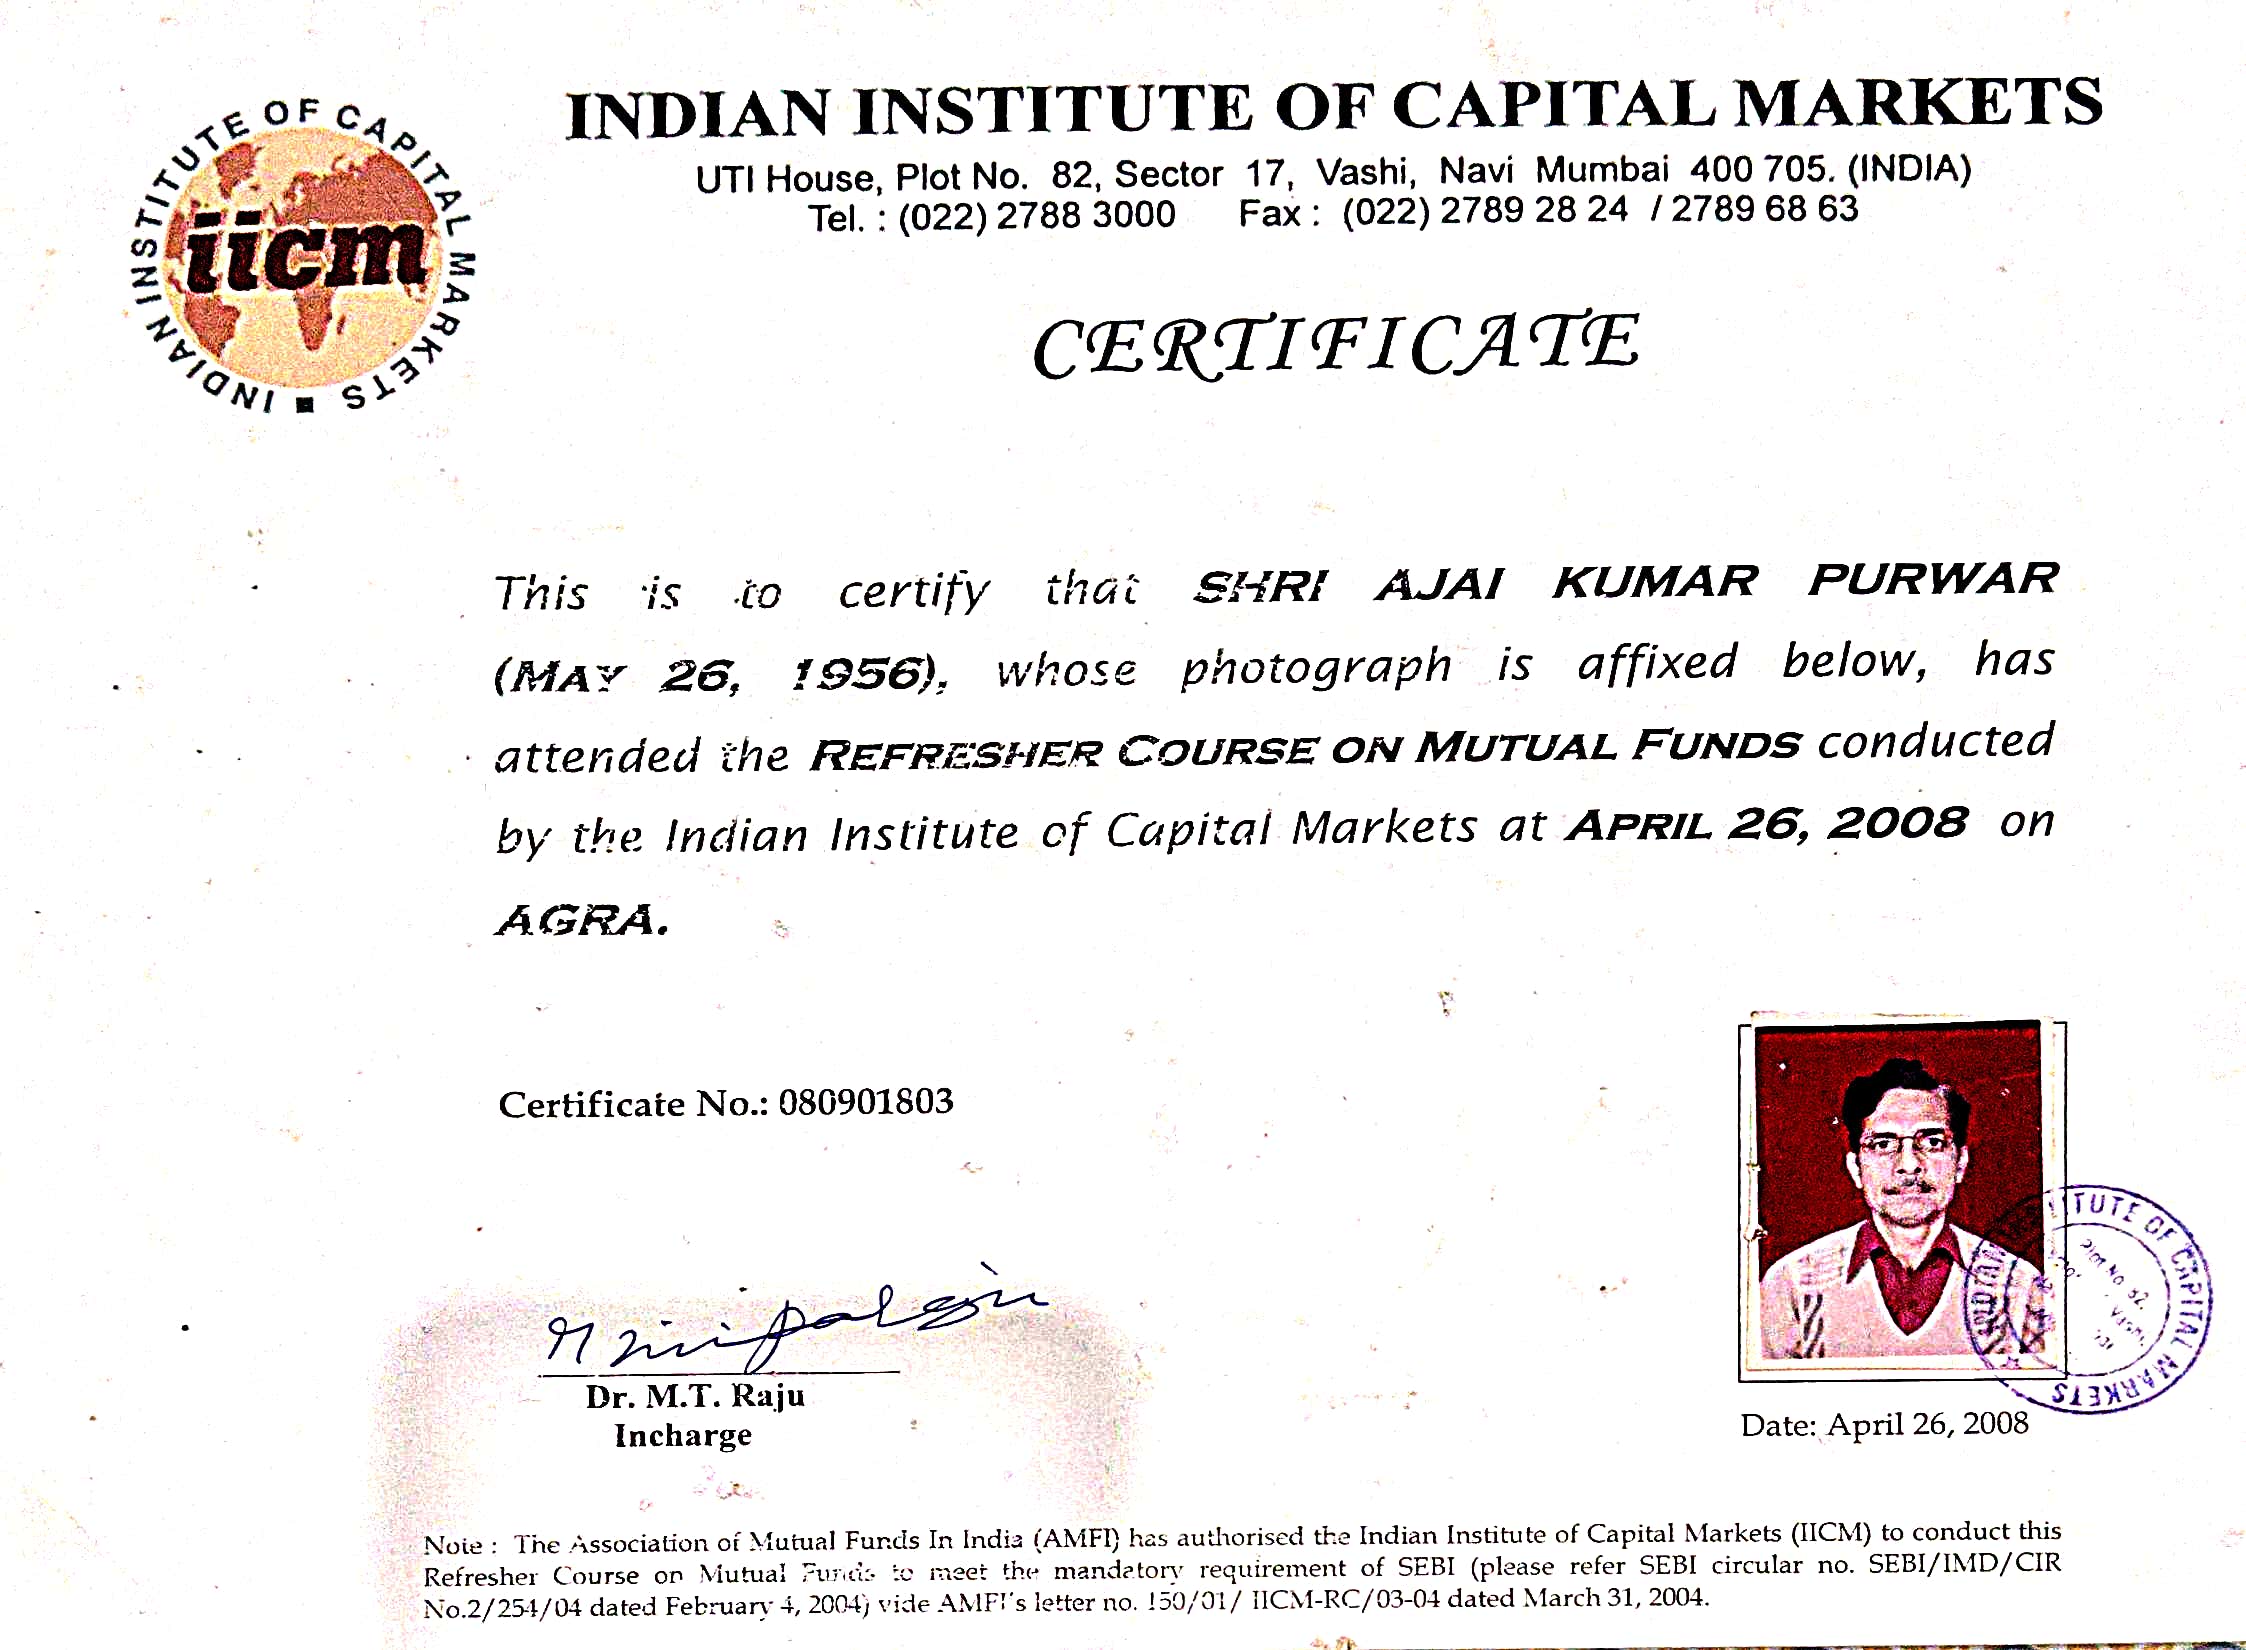 INDIAN INSTITUTE OF CAPITAL MARKETS
iicm
INDIAN INSTITUTE OF CAPITAL MARKETS
UTI House, Plot No. 82, Sector 17, Vashi, Navi Mumbai 400 705. (INDIA)
Tel. : (022) 2788 3000 Fax : (022) 2789 28 24 / 2789 68 63
CERTIFICATE
This is to certify that SHRI AJAI KUMAR PURWAR
(MAY 26, 1956), whose photograph is affixed below, has
attended the REFRESHER COURSE ON MUTUAL FUNDS conducted
by the Indian Institute of Capital Markets at APRIL 26, 2008 on
AGRA.
Certificate No.: 080901803
Dr. M.T. Raju
Incharge
TUTE OF CAPITAL MARKETS
Plot No. 82,
Date: April 26, 2008
Note : The Association of Mutual Funds In India (AMFI) has authorised the Indian Institute of Capital Markets (IICM) to conduct this
Refresher Course on Mutual Funds to meet the mandatory requirement of SEBI (please refer SEBI circular no. SEBI/IMD/CIR
No.2/254/04 dated February 4, 2004) vide AMFI's letter no. 150/01/ IICM-RC/03-04 dated March 31, 2004.